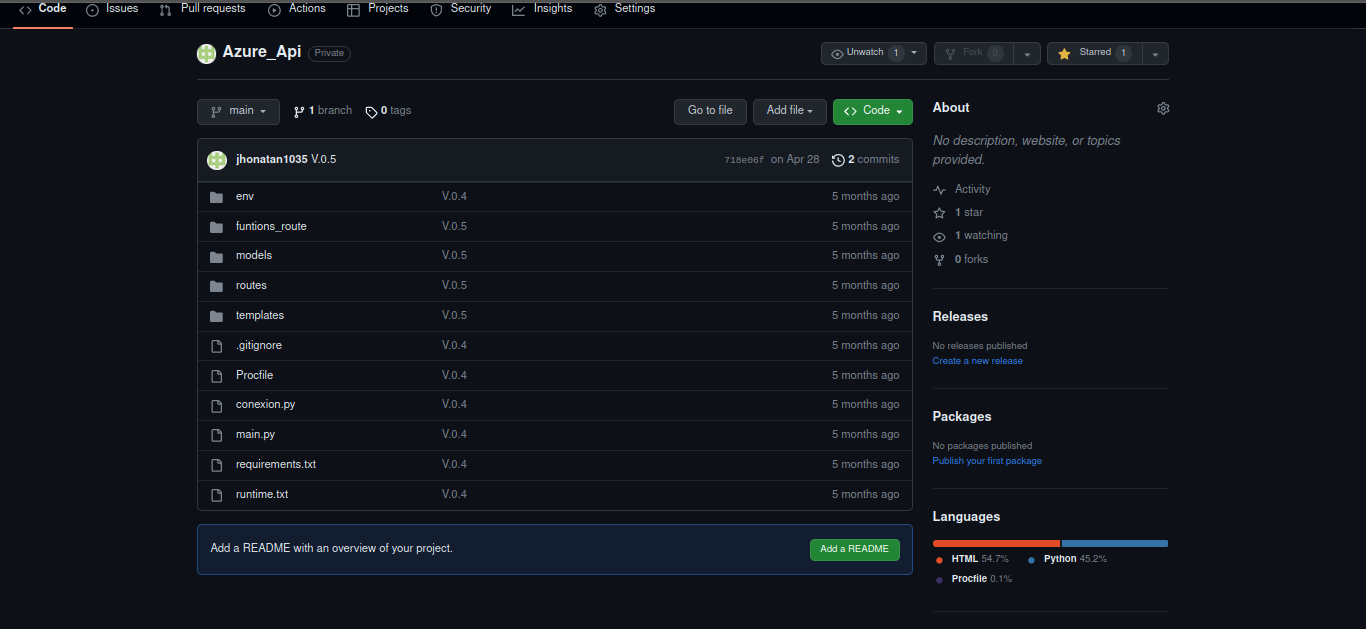 Code Issues Pull requests Actions Projects Security Insights Settings
Azure_Api Private Unwatch 1 Fork 0 Starred 1
main 1 branch 0 tags Go to file Add file Code
jhonatan1035 V.0.5 718e06f on Apr 28 2 commits
env V.0.4 5 months ago
funtions_route V.0.5 5 months ago
models V.0.5 5 months ago
routes V.0.5 5 months ago
templates V.0.5 5 months ago
.gitignore V.0.4 5 months ago
Procfile V.0.4 5 months ago
conexion.py V.0.4 5 months ago
main.py V.0.4 5 months ago
requirements.txt V.0.4 5 months ago
runtime.txt V.0.4 5 months ago
Add a README with an overview of your project. Add a README
About
No description, website, or topics
provided.
Activity
1 star
1 watching
0 forks
Releases
No releases published
Create a new release
Packages
No packages published
Publish your first package
Languages
HTML 54.7% Python 45.2%
Procfile 0.1%